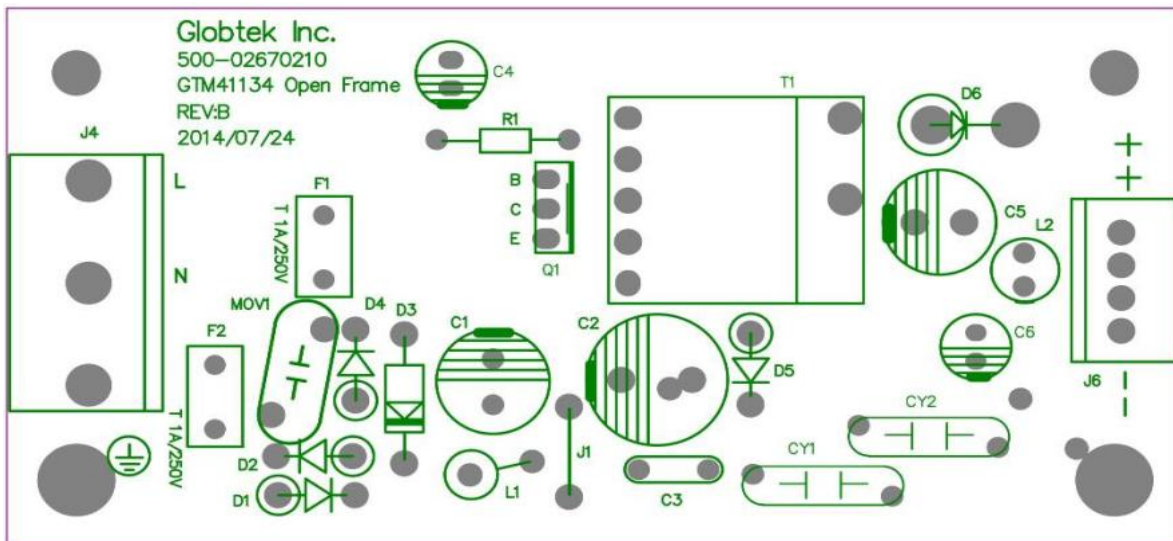 Globtek Inc.
500-02670210
GTM41134 Open Frame
REV:B
2014/07/24
C4
T1
D6
R1
J4
L
F1
B
C
E
Q1
T 1A/250V
N
C5
L2
++
MOV1
D4
D3
C1
C2
F2
C6
D5
J6
--
T 1A/250V
D2
D1
L1
J1
C3
CY1
CY2